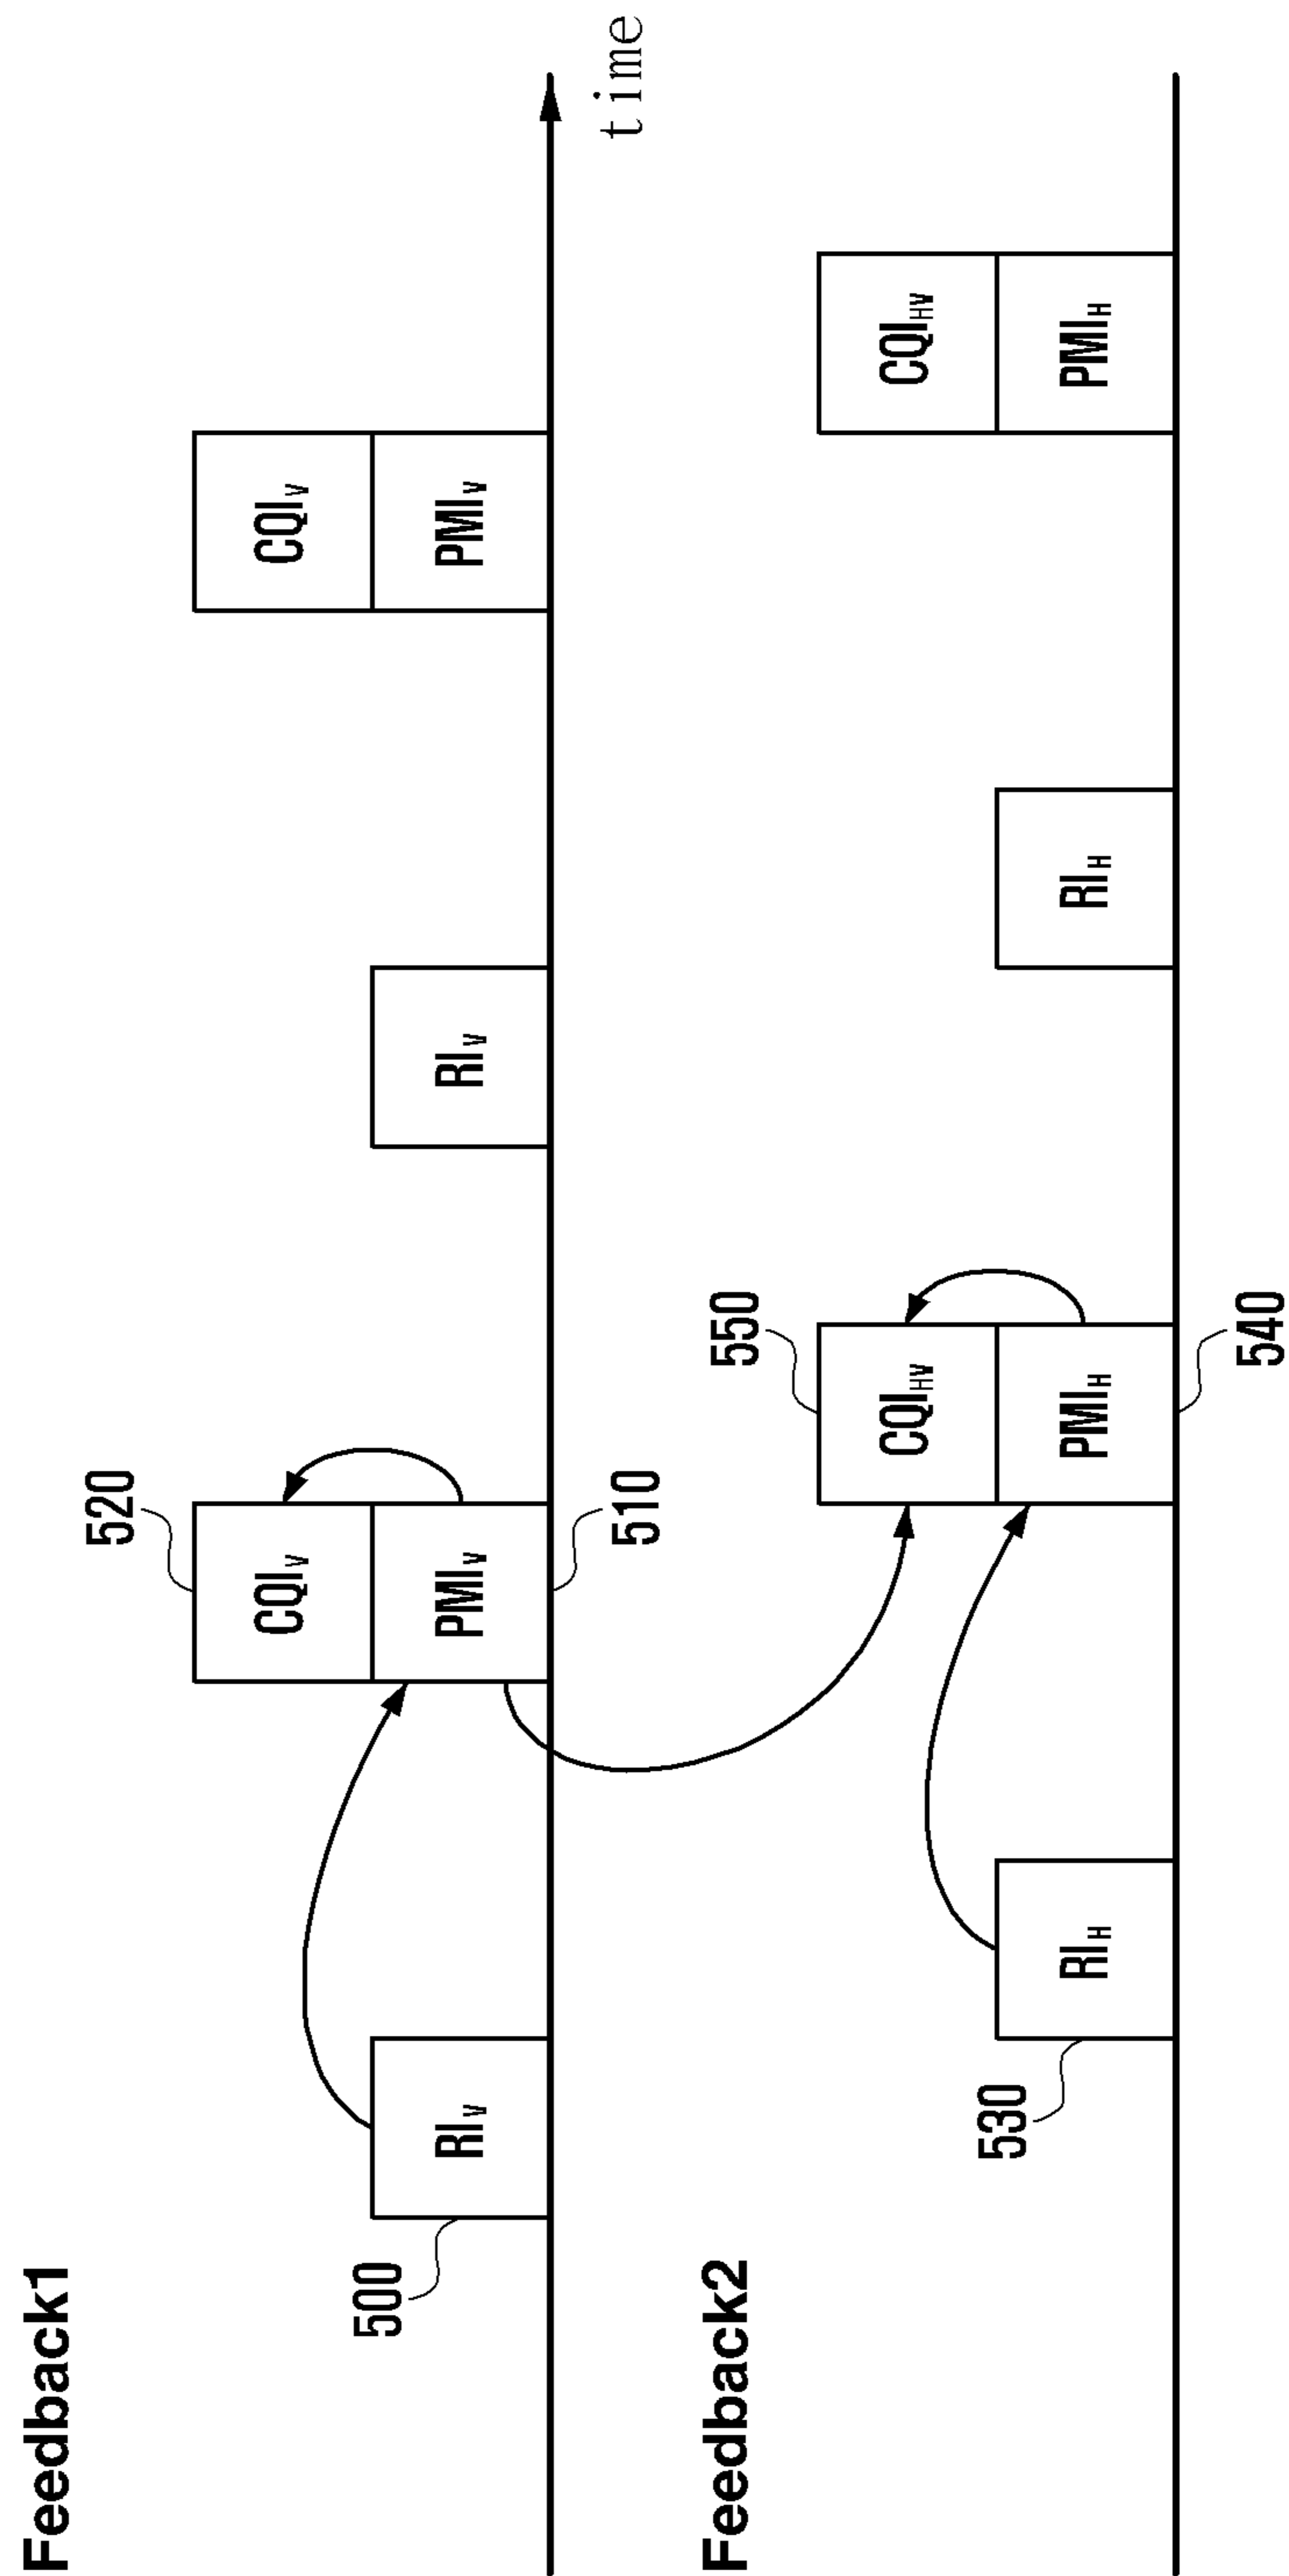 Feedback1
520
CQIV
CQIV
500
RIV
PMIV
RIV
PMIV
510
time
Feedback2
550
CQIHV
CQIHV
530
RIH
PMIH
RIH
PMIH
540